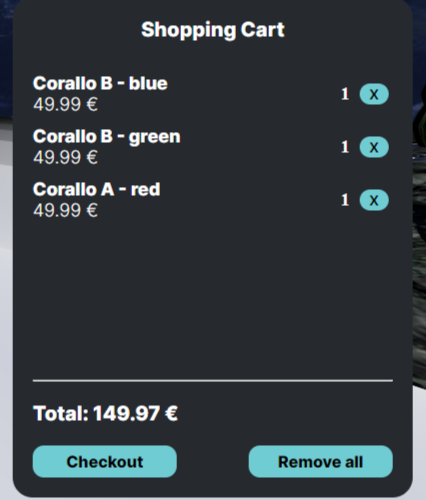 Shopping Cart
Corallo B - blue
49.99 €
1 X
Corallo B - green
49.99 €
1 X
Corallo A - red
49.99 €
1 X
Total: 149.97 €
Checkout Remove all